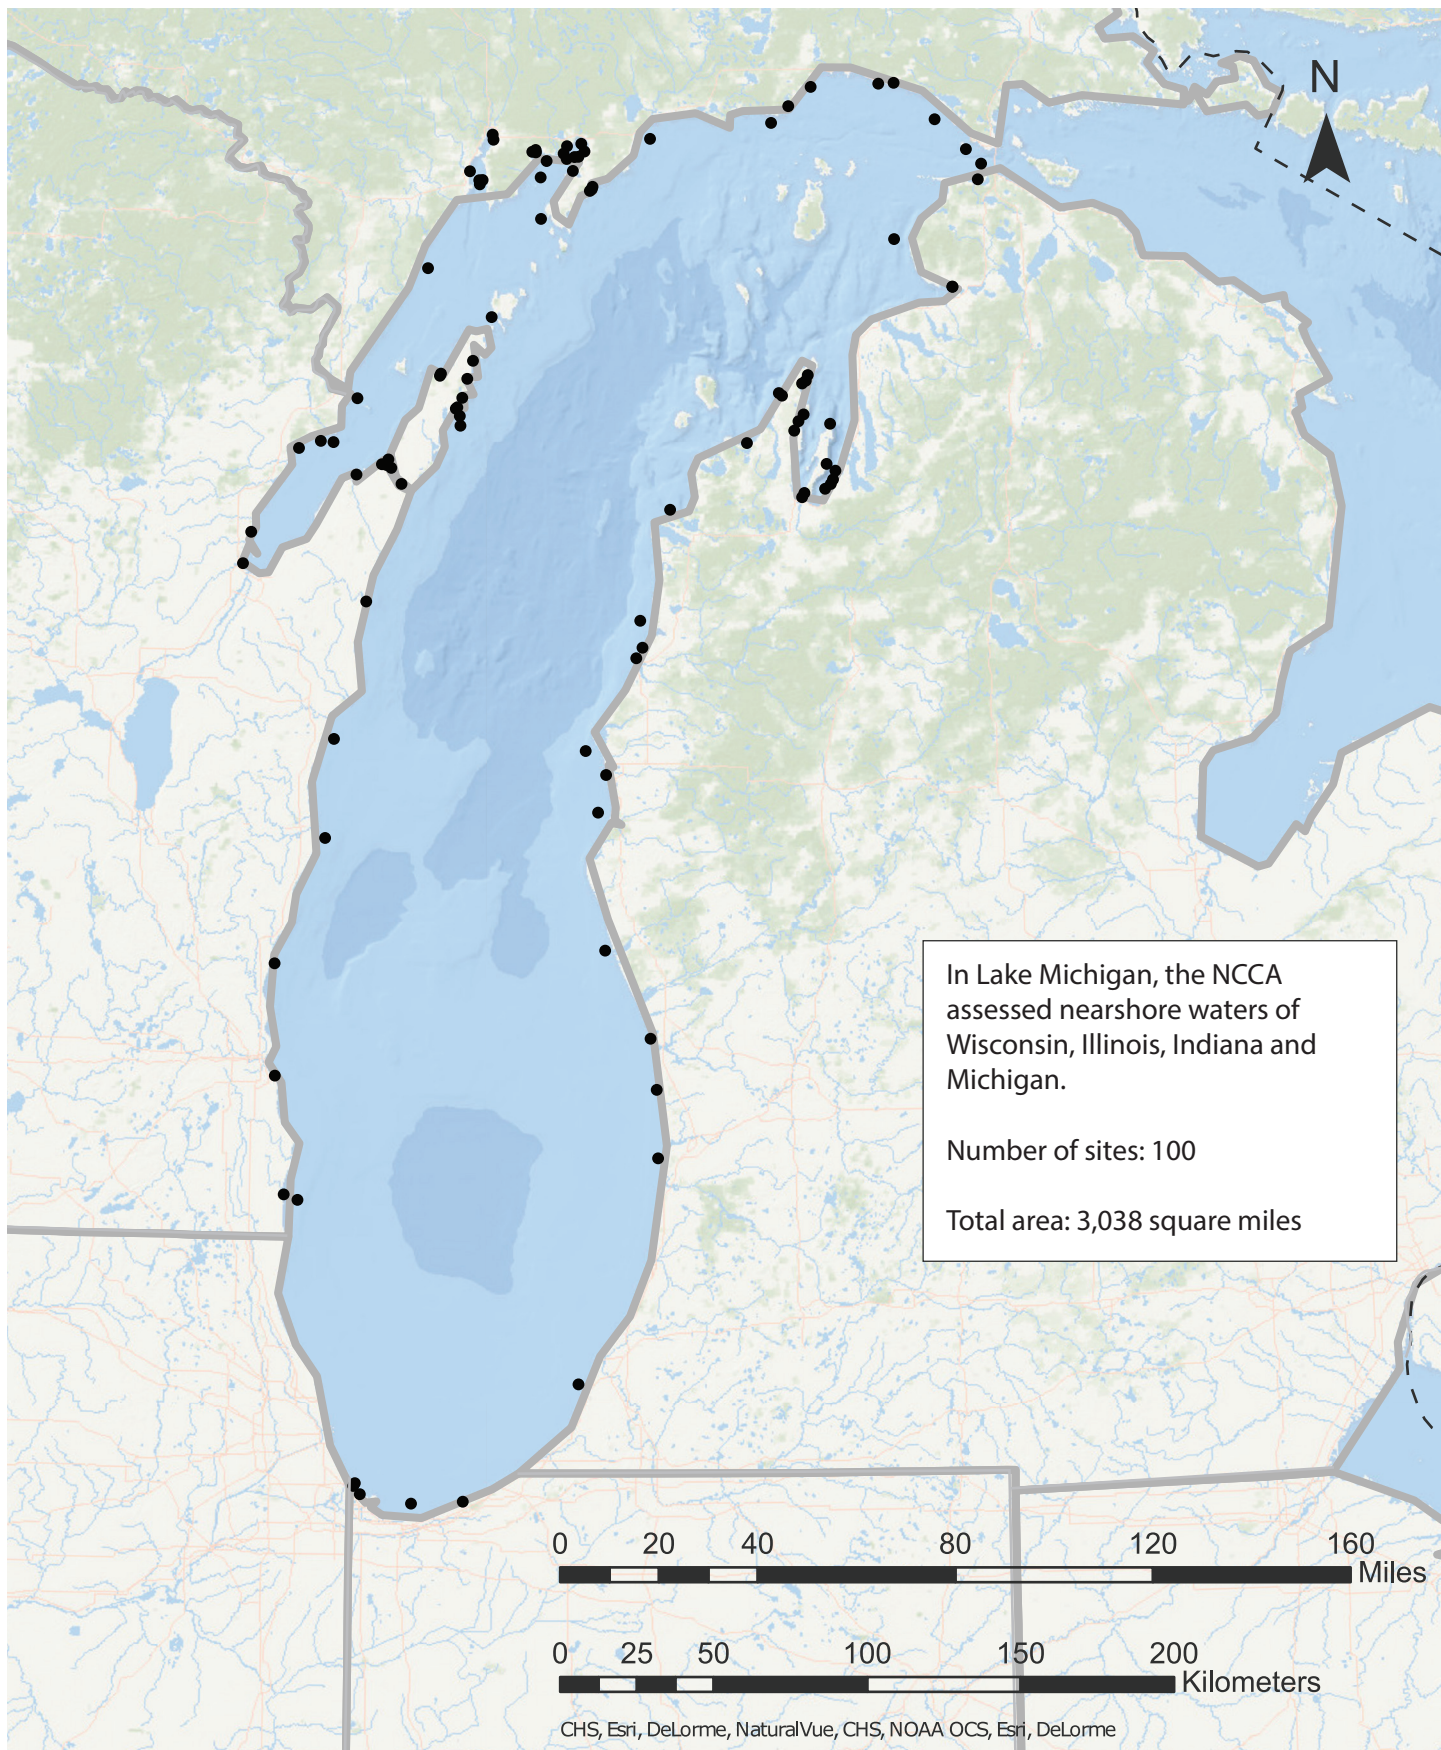 N
In Lake Michigan, the NCCA
assessed nearshore waters of
Wisconsin, Illinois, Indiana and
Michigan.
Number of sites: 100
Total area: 3,038 square miles
0 20 40 80 120 160
Miles
0 25 50 100 150 200
Kilometers
CHS, Esri, DeLorme, NaturalVue, CHS, NOAA OCS, Esri, DeLorme